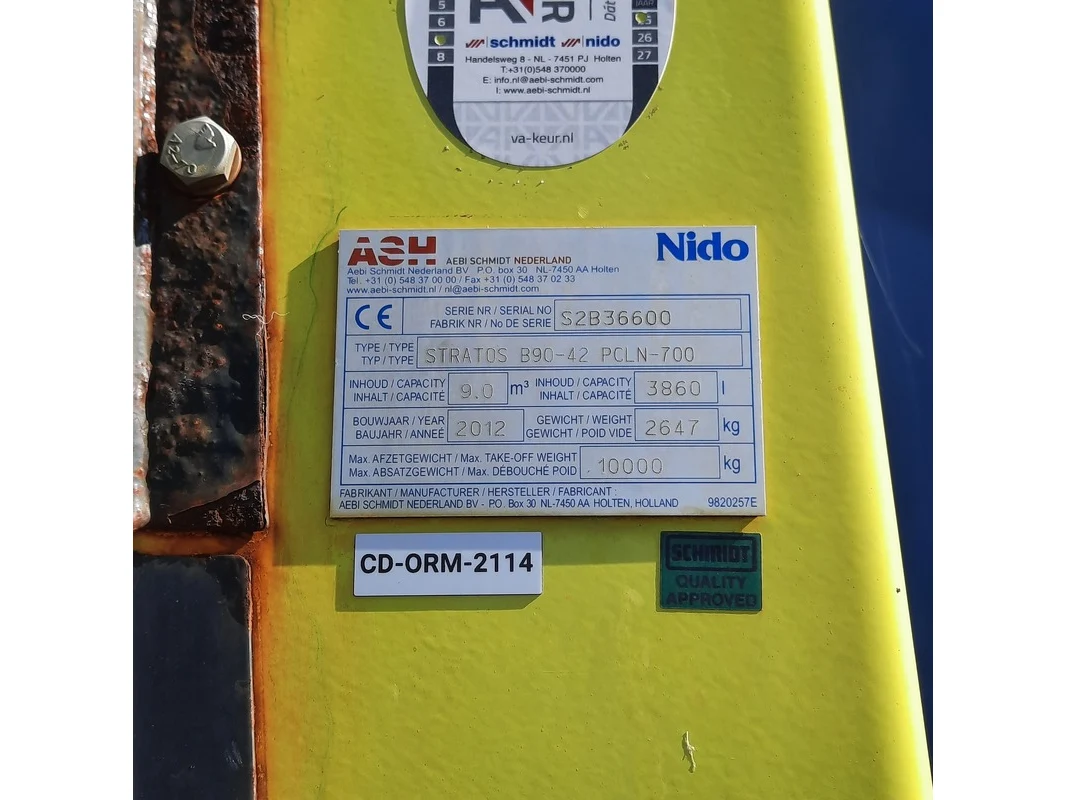 5
6
8
JAAR
26
27
schmidt nido
Handelsweg 8 - NL - 7451 PJ Holten
T:+31(0)548 370000
E: info.nl@aebi-schmidt.com
I: www.aebi-schmidt.nl
va-keur.nl
ASH AEBI SCHMIDT NEDERLAND Nido
Aebi Schmidt Nederland BV P.O. box 30 NL-7450 AA Holten
Tel. +31 (0) 548 37 00 00 / Fax +31 (0) 548 37 02 33
www.aebi-schmidt.nl / nl@aebi-schmidt.com
CE SERIE NR / SERIAL NO
FABRIK NR / No DE SERIE S2B36600
TYPE / TYPE
TYP / TYPE STRATOS B90-42 PCLN-700
INHOUD / CAPACITY
INHALT / CAPACITÉ 9.0 m³ INHOUD / CAPACITY
INHALT / CAPACITÉ 3860 l
BOUWJAAR / YEAR
BAUJAHR / ANNEÉ 2012 GEWICHT / WEIGHT
GEWICHT / POID VIDE 2647 kg
Max. AFZETGEWICHT / Max. TAKE-OFF WEIGHT
Max. ABSATZGEWICHT / Max. DÉBOUCHÉ POID .10000 kg
FABRIKANT / MANUFACTURER / HERSTELLER / FABRICANT :
AEBI SCHMIDT NEDERLAND BV - P.O. Box 30 NL-7450 AA HOLTEN, HOLLAND 9820257E
CD-ORM-2114
SCHMIDT
QUALITY
APPROVED